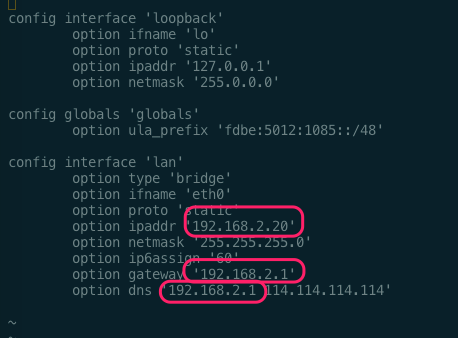 config interface 'loopback'
option ifname 'lo'
option proto 'static'
option ipaddr '127.0.0.1'
option netmask '255.0.0.0'
config globals 'globals'
option ula_prefix 'fdbe:5012:1085::/48'
config interface 'lan'
option type 'bridge'
option ifname 'eth0'
option proto 'static'
option ipaddr '192.168.2.20'
option netmask '255.255.255.0'
option ip6assign '60'
option gateway '192.168.2.1'
option dns '192.168.2.1 114.114.114.114'
~